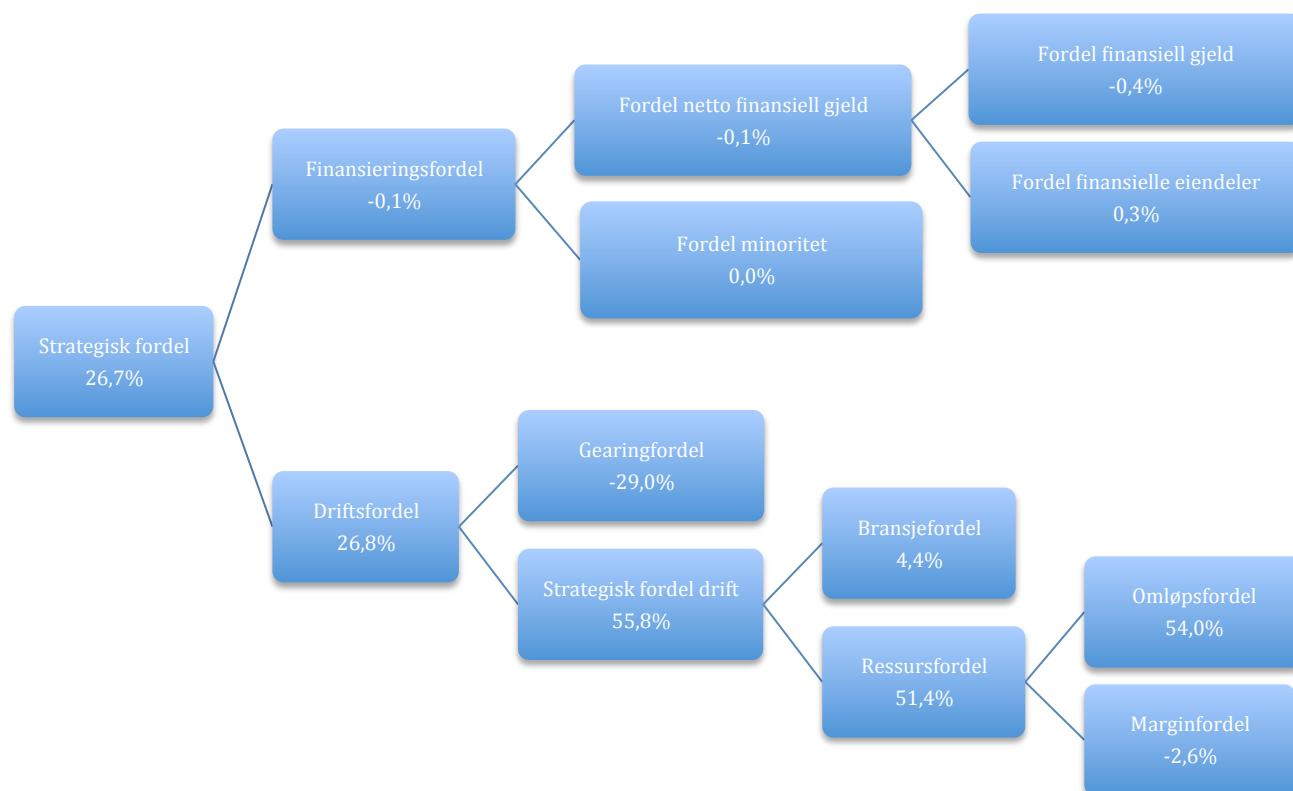 Fordel finansiell gjeld
-0,4%
Fordel netto finansiell gjeld
-0,1%
Finansieringsfordel
-0,1%
Fordel finansielle eiendeler
0,3%
Fordel minoritet
0,0%
Strategisk fordel
26,7%
Gearingfordel
-29,0%
Driftsfordel
26,8%
Bransjefordel
4,4%
Strategisk fordel drift
55,8%
Omløpsfordel
54,0%
Ressursfordel
51,4%
Marginfordel
-2,6%